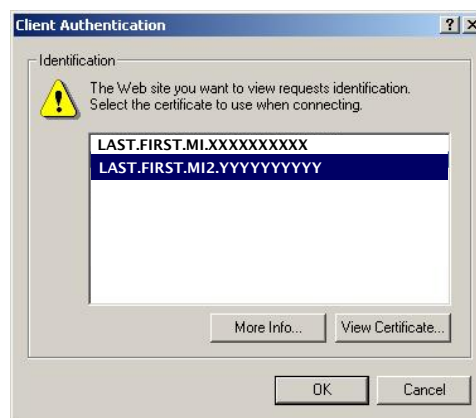 Client Authentication
Identification
The Web site you want to view requests identification.
Select the certificate to use when connecting.
LAST.FIRST.MI.XXXXXXXXXX
LAST.FIRST.MI2.YYYYYYYYYY
More Info... View Certificate...
OK Cancel